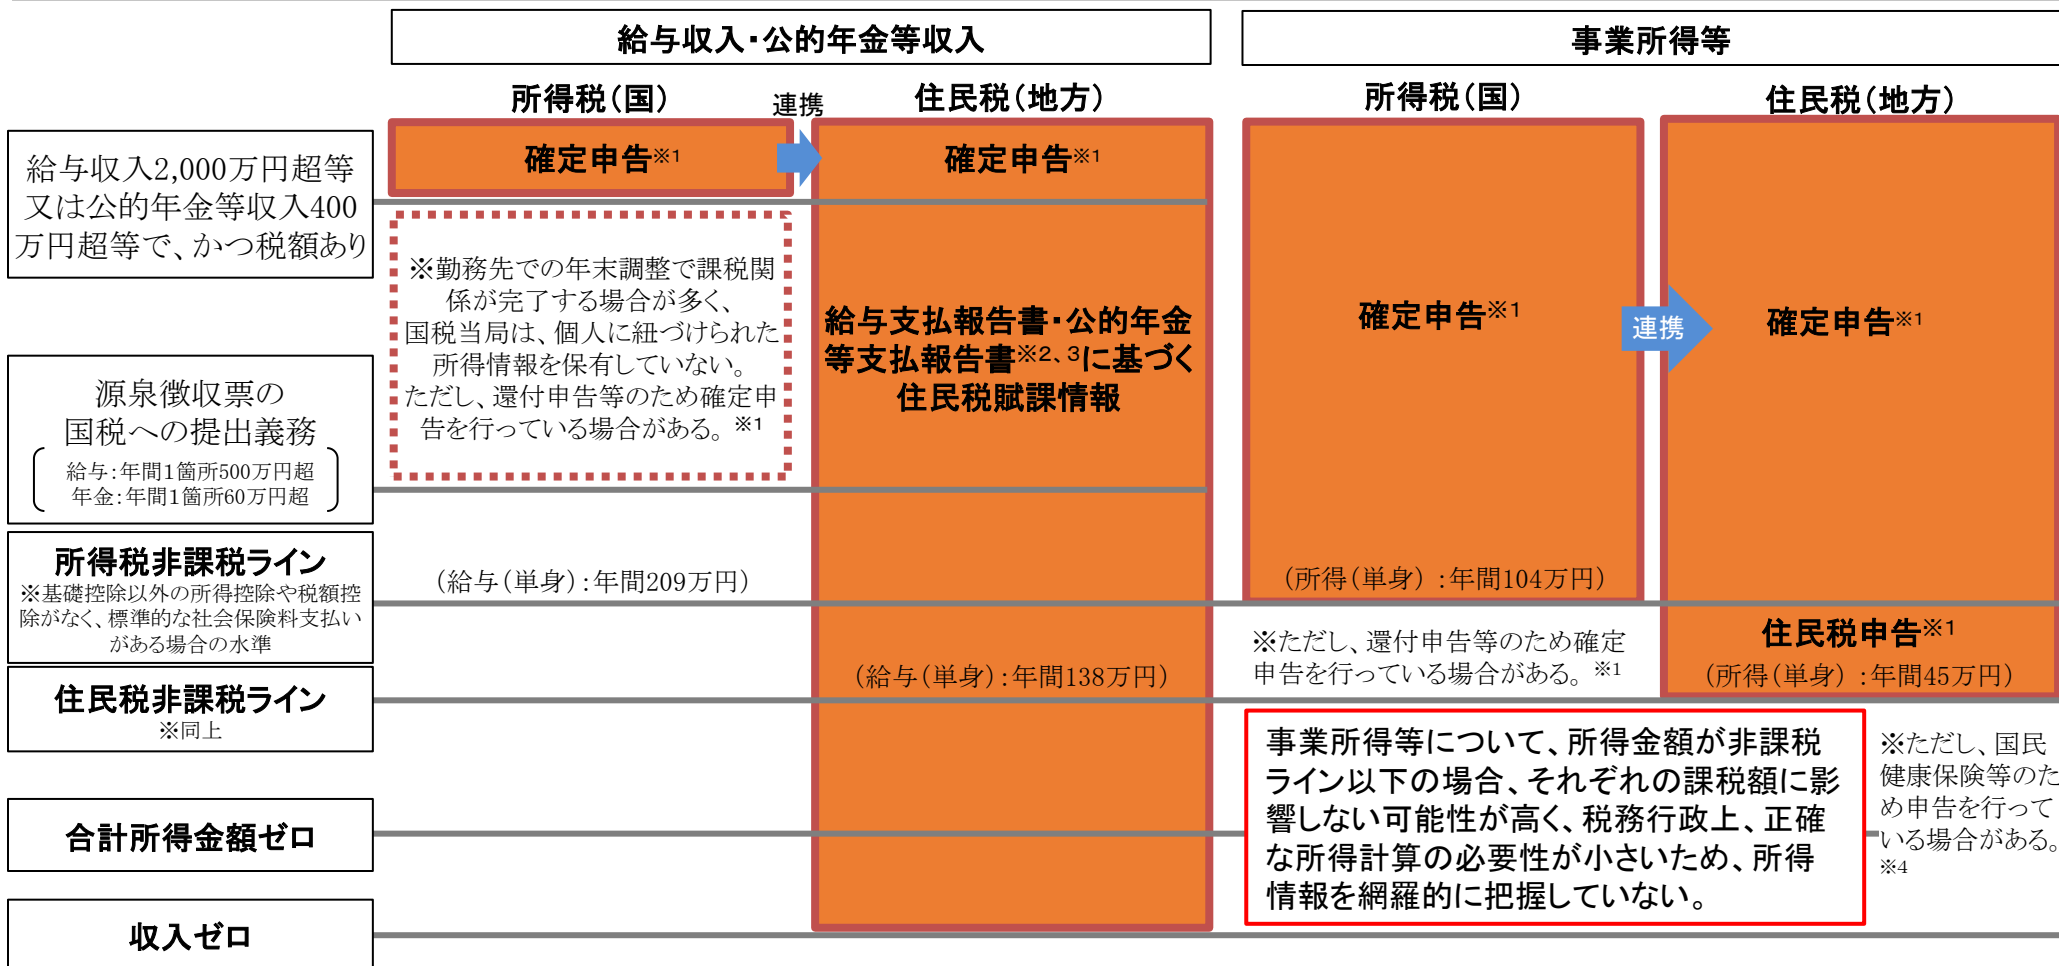 給与収入・公的年金等収入
事業所得等
所得税(国)
連携
住民税(地方)
所得税(国)
住民税(地方)
給与収入2,000万円超等
又は公的年金等収入400
万円超等で、かつ税額あり
確定申告※1
確定申告※1
※勤務先での年末調整で課税関
係が完了する場合が多く、
国税当局は、個人に紐づけられた
所得情報を保有していない。
ただし、還付申告等のため確定申
告を行っている場合がある。※1
給与支払報告書・公的年金
等支払報告書※2、3に基づく
住民税賦課情報
確定申告※1
連携
確定申告※1
源泉徴収票の
国税への提出義務
給与:年間1箇所500万円超
年金:年間1箇所60万円超
所得税非課税ライン
※基礎控除以外の所得控除や税額控
除がなく、標準的な社会保険料支払い
がある場合の水準
(給与(単身):年間209万円)
(所得(単身):年間104万円)
住民税非課税ライン
※同上
(給与(単身):年間138万円)
※ただし、還付申告等のため確定
申告を行っている場合がある。※1
住民税申告※1
(所得(単身):年間45万円)
事業所得等について、所得金額が非課税
ライン以下の場合、それぞれの課税額に影
響しない可能性が高く、税務行政上、正確
な所得計算の必要性が小さいため、所得
情報を網羅的に把握していない。
※ただし、国民
健康保険等のた
め申告を行って
いる場合がある。
※4
合計所得金額ゼロ
収入ゼロ